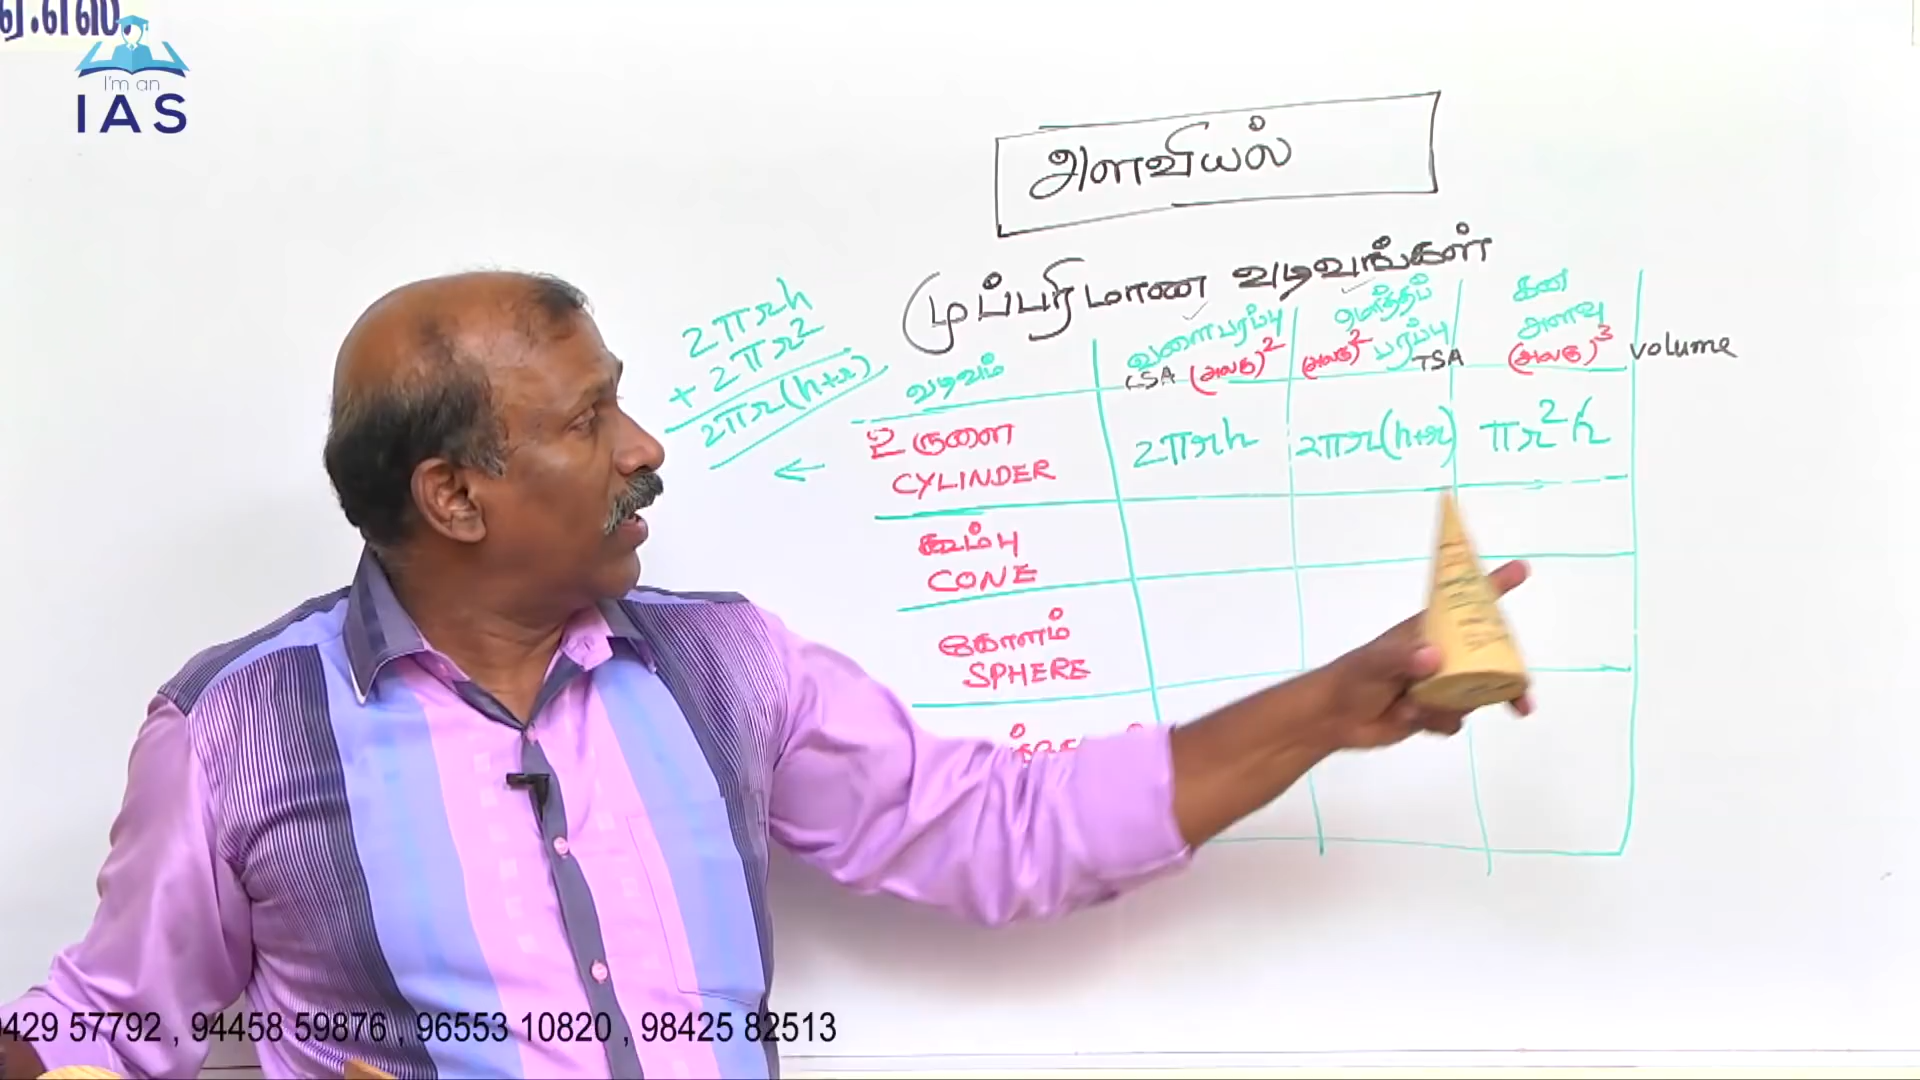 ஏ.எஸ்.
I'm an
IAS
அளவியல்
முப்பரிமாண வடிவங்கள்
2πrh
+ 2πr²
2πr(h+r)
←
வடிவம்
வளைபரப்பு
CSA (அலகு)²
மொத்தப்
பரப்பு
(அலகு)² TSA
கன
அளவு
(அலகு)³
volume
உருளை
CYLINDER
2πrh
2πr(h+r)
πr²h
கூம்பு
CONE
கோளம்
SPHERE
429 57792 , 94458 59876 , 96553 10820 , 98425 82513